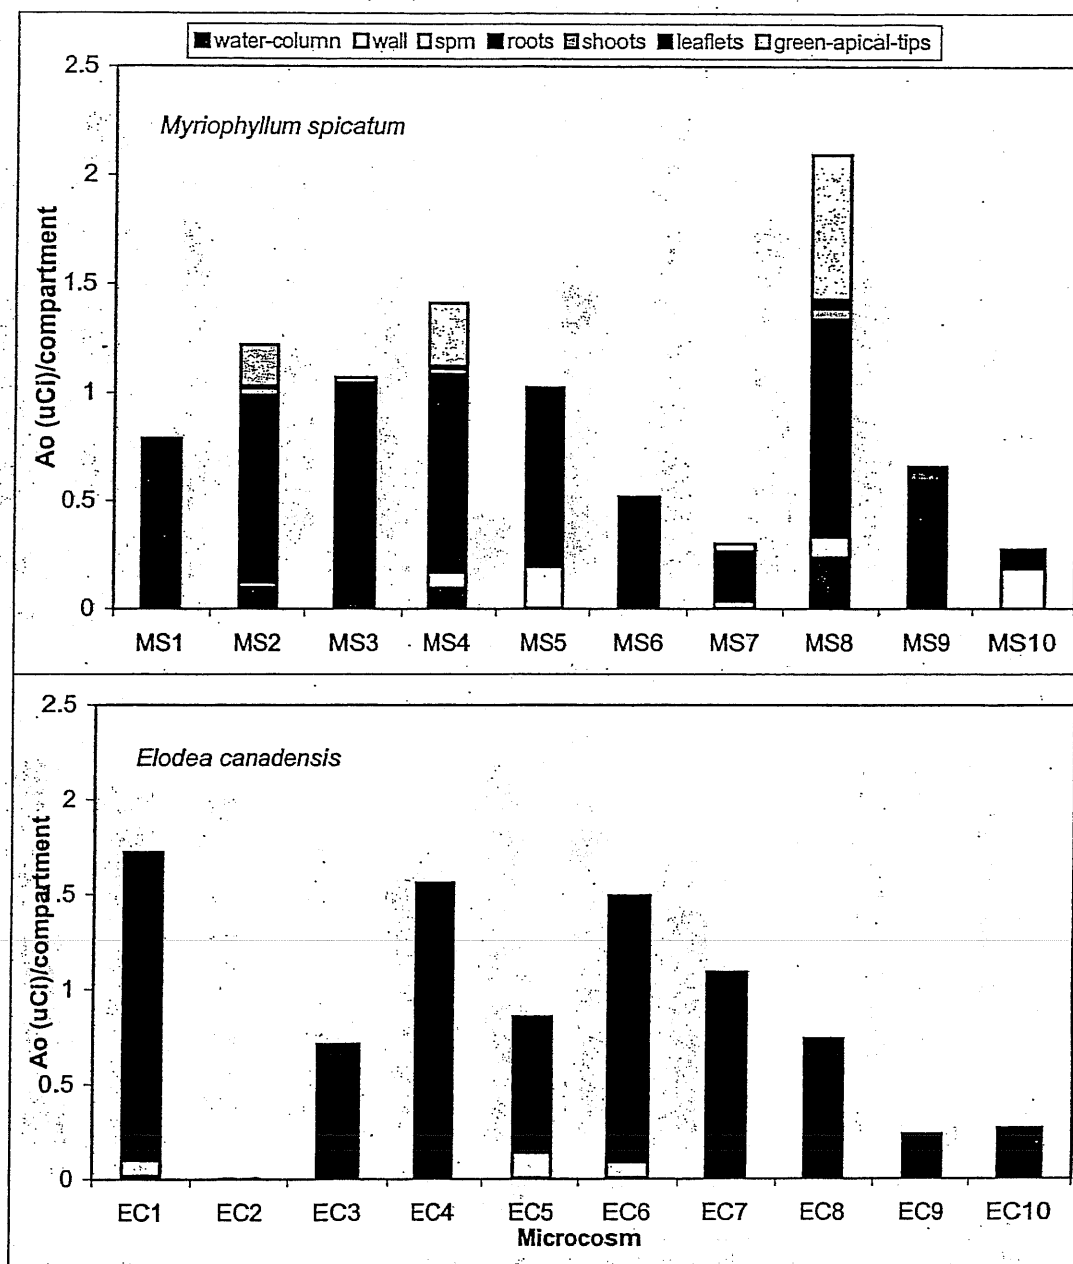 water-column wall spm roots shoots leaflets green-apical-tips
2.5
Myriophyllum spicatum
2
1.5
1
0.5
0
Ao (uCi)/compartment
MS1 MS2 MS3 MS4 MS5 MS6 MS7 MS8 MS9 MS10
2.5
Elodea canadensis
2
1.5
1
0.5
0
Ao (uCi)/compartment
EC1 EC2 EC3 EC4 EC5 EC6 EC7 EC8 EC9 EC10
Microcosm